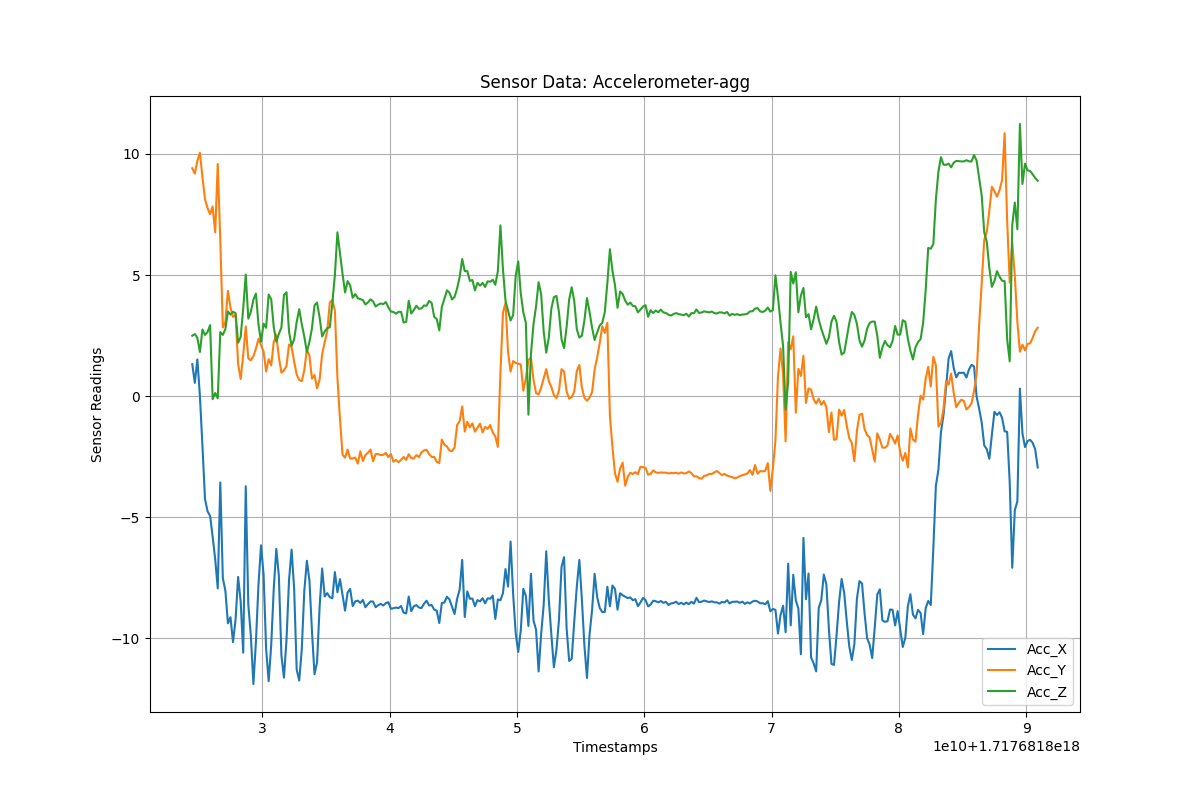 Sensor Data: Accelerometer-agg
Sensor Readings
10
5
0
−5
−10
3 4 5 6 7 8 9
Timestamps
1e10+1.7176818e18
Acc_X
Acc_Y
Acc_Z